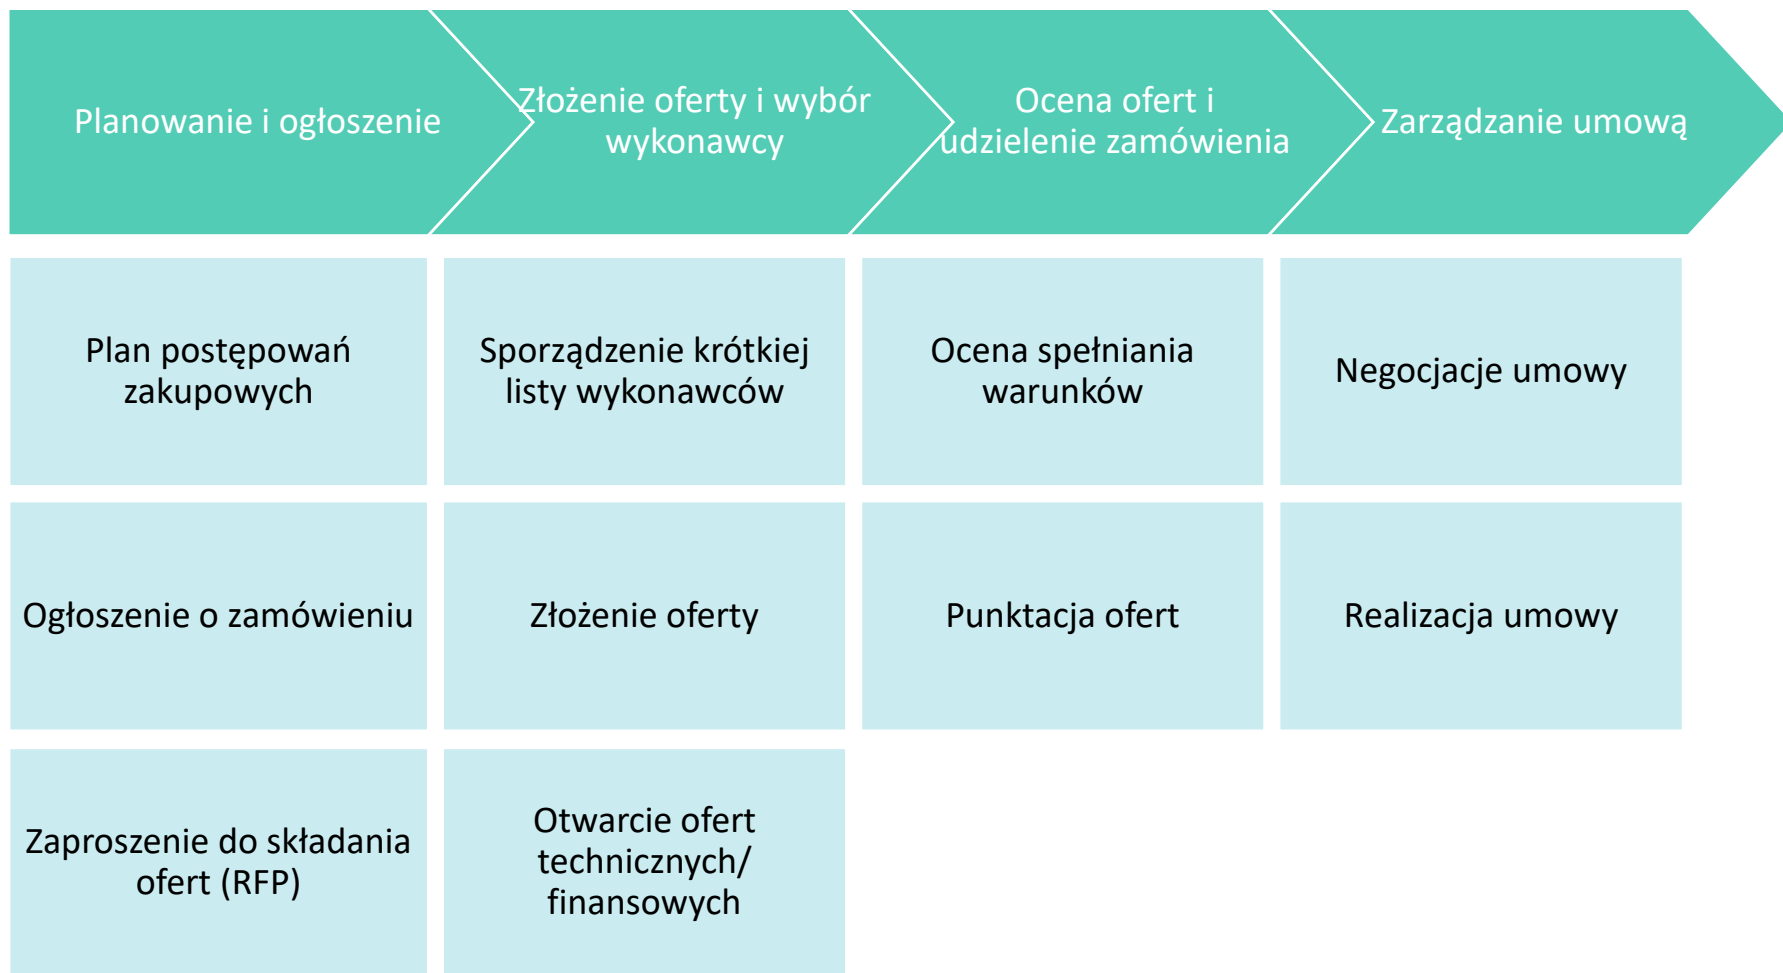 Planowanie i ogłoszenie
Złożenie oferty i wybór
wykonawcy
Ocena ofert i
udzielenie zamówienia
Zarządzanie umową
Plan postępowań
zakupowych
Sporządzenie krótkiej
listy wykonawców
Ocena spełniania
warunków
Negocjacje umowy
Ogłoszenie o zamówieniu
Złożenie oferty
Punktacja ofert
Realizacja umowy
Zaproszenie do składania
ofert (RFP)
Otwarcie ofert
technicznych/
finansowych